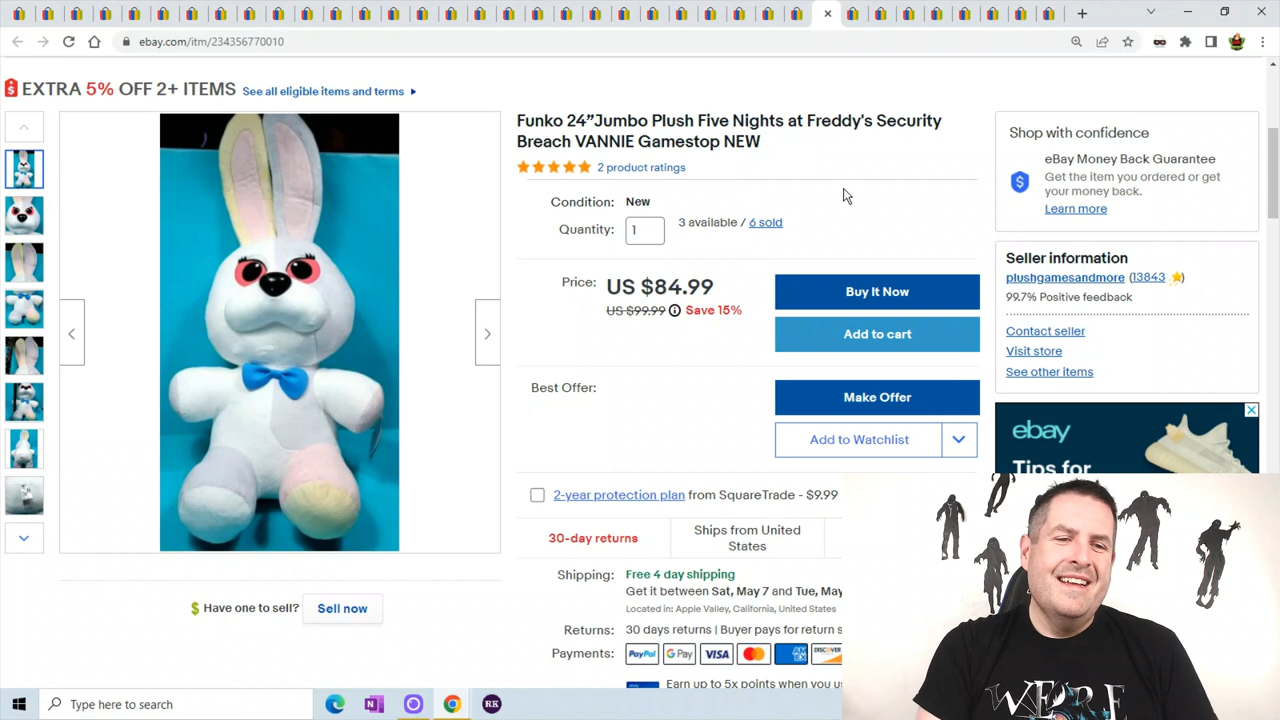 ebay.com/itm/234356770010
EXTRA 5% OFF 2+ ITEMS See all eligible items and terms
Funko 24”Jumbo Plush Five Nights at Freddy's Security
Breach VANNIE Gamestop NEW
2 product ratings
Condition: New
Quantity: 1 3 available / 6 sold
Price: US $84.99
US $99.99 Save 15%
Buy It Now
Add to cart
Best Offer:
Make Offer
Add to Watchlist
2-year protection plan from SquareTrade - $9.99
30-day returns
Ships from United
States
Shipping: Free 4 day shipping
Get it between Sat, May 7 and Tue, May
Located in: Apple Valley, California, United States
Returns: 30 days returns | Buyer pays for return s
Payments: PayPal G Pay VISA DISCOVER
Earn up to 5x points when you us
Have one to sell? Sell now
Shop with confidence
eBay Money Back Guarantee
Get the item you ordered or get
your money back.
Learn more
Seller information
plushgamesandmore (13843)
99.7% Positive feedback
Contact seller
Visit store
See other items
ebay
Tips for
WE'RE
Type here to search
RK